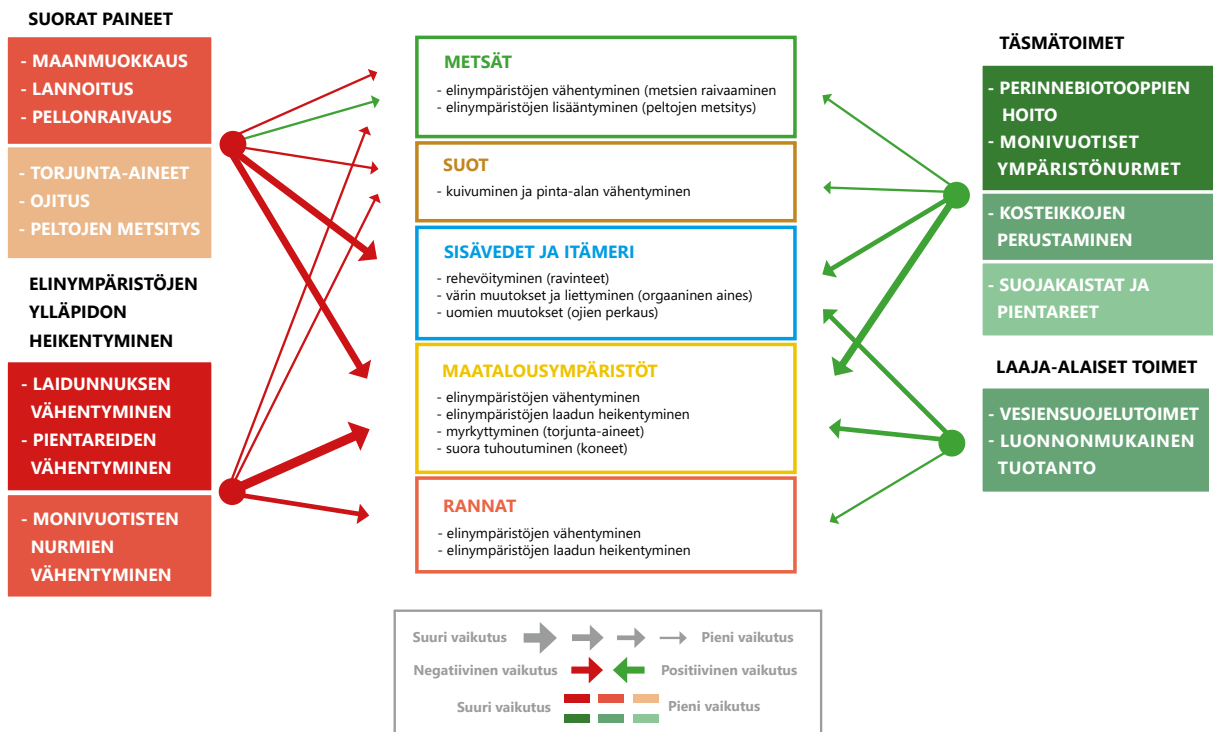 SUORAT PAINEET
- MAANMUOKKAUS
- LANNOITUS
- PELLONRAIVAUS
- TORJUNTA-AINEET
- OJITUS
- PELTOJEN METSITYS
ELINYMPÄRISTÖJEN
YLLÄPIDON
HEIKENTYMINEN
- LAIDUNNUKSEN
VÄHENTYMINEN
- PIENTAREIDEN
VÄHENTYMINEN
- MONIVUOTISTEN
NURMIEN
VÄHENTYMINEN
METSÄT
- elinympäristöjen vähentyminen (metsien raivaaminen
- elinympäristöjen lisääntyminen (peltojen metsitys)
SUOT
- kuivuminen ja pinta-alan vähentyminen
SISÄVEDET JA ITÄMERI
- rehevöityminen (ravinteet)
- värin muutokset ja liettyminen (orgaaninen aines)
- uomien muutokset (ojien perkaus)
MAATALOUSYMPÄRISTÖT
- elinympäristöjen vähentyminen
- elinympäristöjen laadun heikentyminen
- myrkyttyminen (torjunta-aineet)
- suora tuhoutuminen (koneet)
RANNAT
- elinympäristöjen vähentyminen
- elinympäristöjen laadun heikentyminen
TÄSMÄTOIMET
- PERINNEBIOTOOPPIEN
HOITO
- MONIVUOTISET
YMPÄRISTÖNURMET
- KOSTEIKKOJEN
PERUSTAMINEN
- SUOJAKAISTAT JA
PIENTAREET
LAAJA-ALAISET TOIMET
- VESIENSUOJELUTOIMET
- LUONNONMUKAINEN
TUOTANTO
Suuri vaikutus Pieni vaikutus
Negatiivinen vaikutus Positiivinen vaikutus
Suuri vaikutus Pieni vaikutus